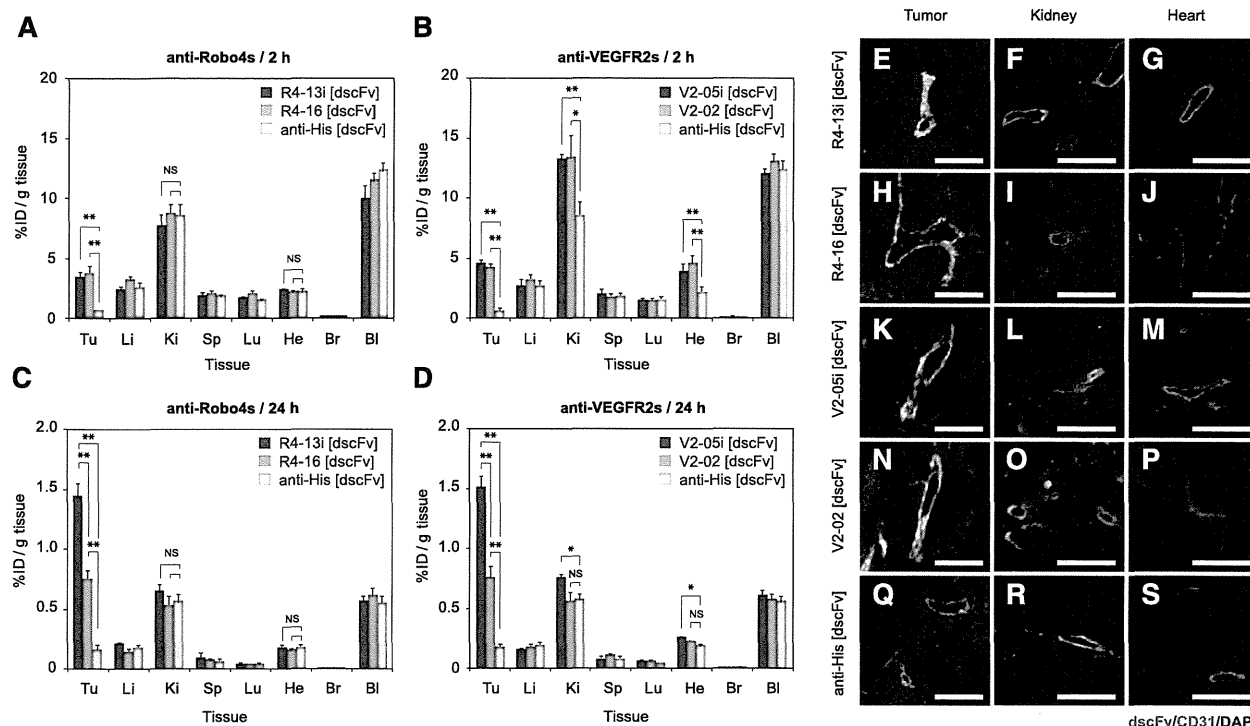 A
anti-Robo4s / 2 h
%ID / g tissue
20
15
10
5
0
R4-13i [dscFv]
R4-16 [dscFv]
anti-His [dscFv]
**
**
NS
NS
Tu Li Ki Sp Lu He Br Bl
Tissue
B
anti-VEGFR2s / 2 h
%ID / g tissue
20
15
10
5
0
V2-05i [dscFv]
V2-02 [dscFv]
anti-His [dscFv]
**
**
**
*
**
**
Tu Li Ki Sp Lu He Br Bl
Tissue
C
anti-Robo4s / 24 h
%ID / g tissue
2.0
1.5
1.0
0.5
0
R4-13i [dscFv]
R4-16 [dscFv]
anti-His [dscFv]
**
**
**
NS
NS
Tu Li Ki Sp Lu He Br Bl
Tissue
D
anti-VEGFR2s / 24 h
%ID / g tissue
2.0
1.5
1.0
0.5
0
V2-05i [dscFv]
V2-02 [dscFv]
anti-His [dscFv]
**
**
**
*
NS
*
NS
Tu Li Ki Sp Lu He Br Bl
Tissue
Tumor Kidney Heart
R4-13i [dscFv]
E F G
R4-16 [dscFv]
H I J
V2-05i [dscFv]
K L M
V2-02 [dscFv]
N O P
anti-His [dscFv]
Q R S
dscFv/CD31/DAP